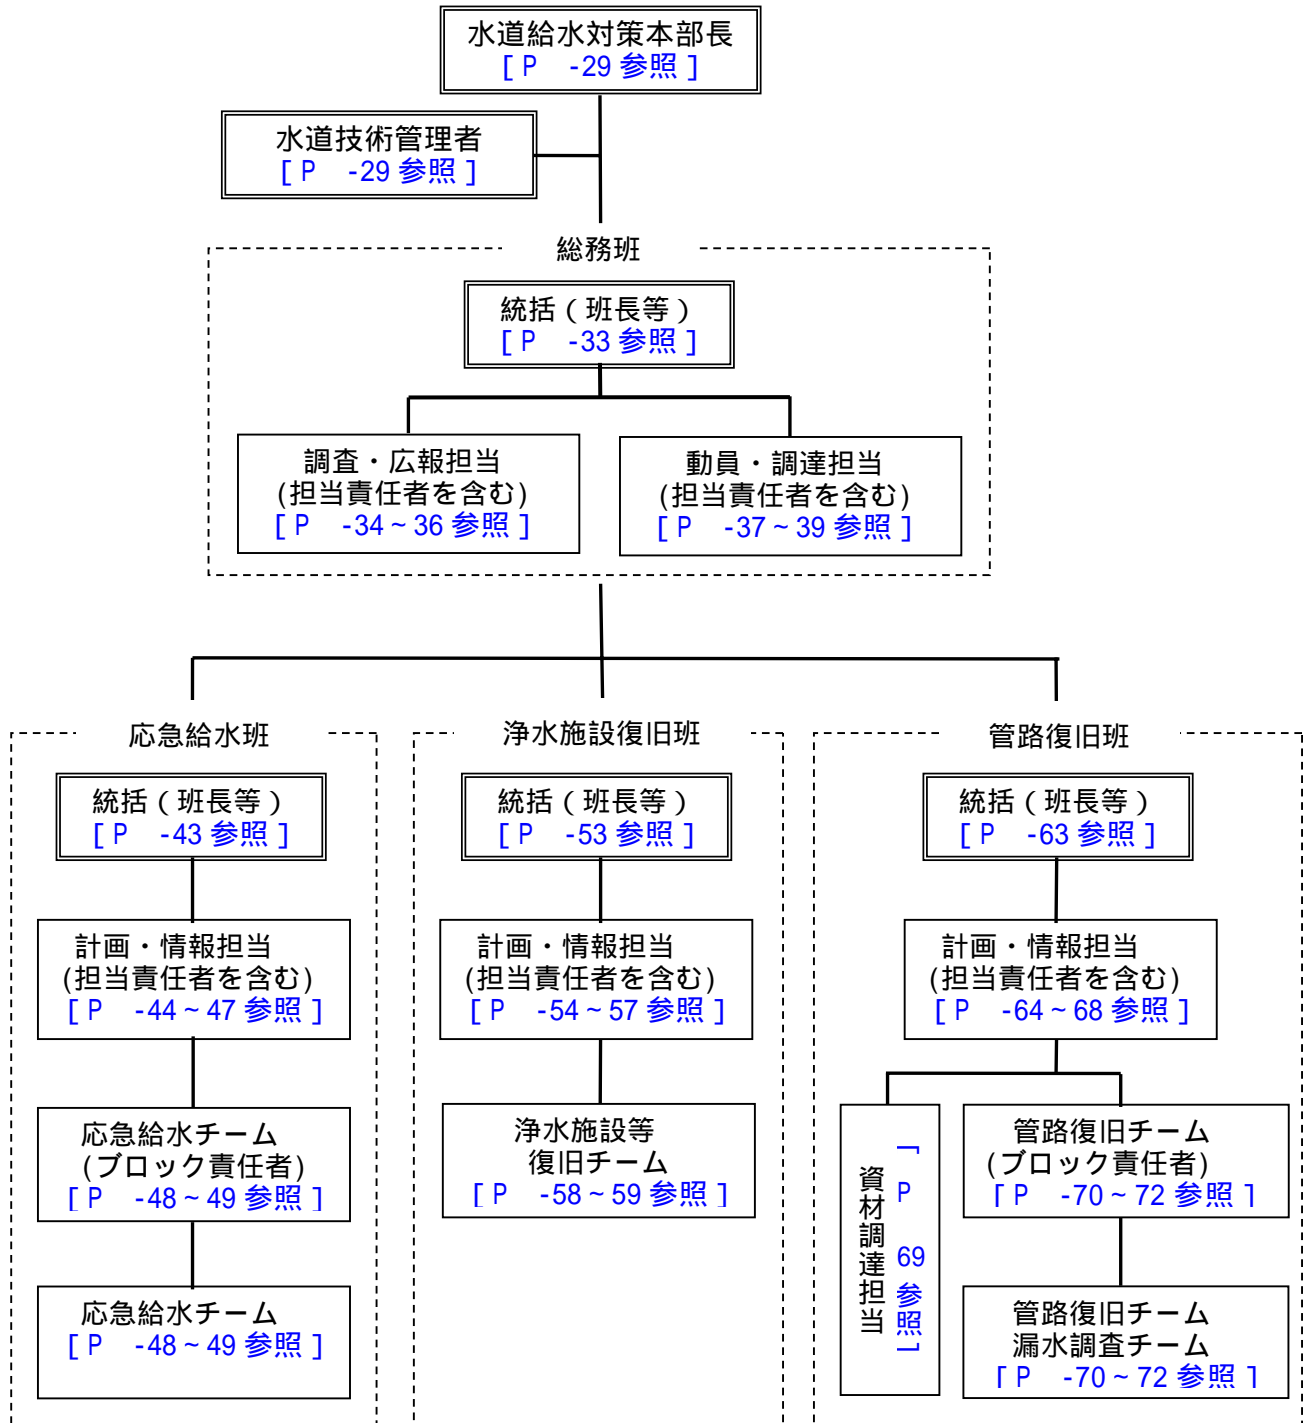 水道給水対策本部長
[ P -29 参照 ]
水道技術管理者
[ P -29 参照 ]
総務班
統括（班長等）
[ P -33 参照 ]
調査・広報担当
(担当責任者を含む)
[ P -34～36 参照 ]
動員・調達担当
(担当責任者を含む)
[ P -37～39 参照 ]
応急給水班
統括（班長等）
[ P -43 参照 ]
計画・情報担当
(担当責任者を含む)
[ P -44～47 参照 ]
応急給水チーム
(ブロック責任者)
[ P -48～49 参照 ]
応急給水チーム
[ P -48～49 参照 ]
浄水施設復旧班
統括（班長等）
[ P -53 参照 ]
計画・情報担当
(担当責任者を含む)
[ P -54～57 参照 ]
浄水施設等
復旧チーム
[ P -58～59 参照 ]
管路復旧班
統括（班長等）
[ P -63 参照 ]
計画・情報担当
(担当責任者を含む)
[ P -64～68 参照 ]
資材調達担当
[ P 69 参照 ]
管路復旧チーム
(ブロック責任者)
[ P -70～72 参照 ]
管路復旧チーム
漏水調査チーム
[ P -70～72 参照 ]